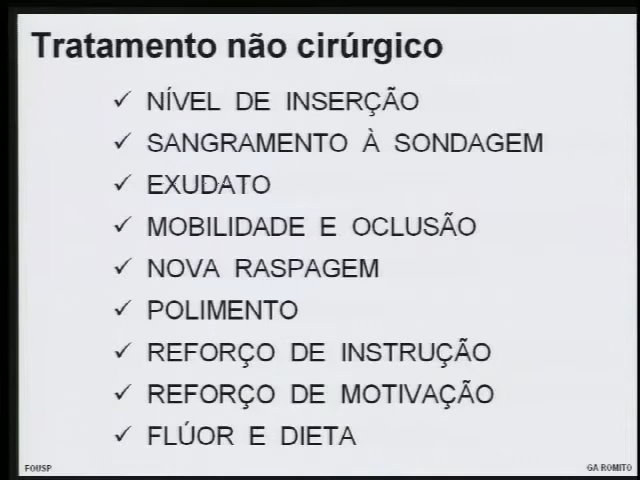 Tratamento não cirúrgico
✓ NÍVEL DE INSERÇÃO
✓ SANGRAMENTO À SONDAGEM
✓ EXUDATO
✓ MOBILIDADE E OCLUSÃO
✓ NOVA RASPAGEM
✓ POLIMENTO
✓ REFORÇO DE INSTRUÇÃO
✓ REFORÇO DE MOTIVAÇÃO
✓ FLÚOR E DIETA
FOUSP
GA ROMITO